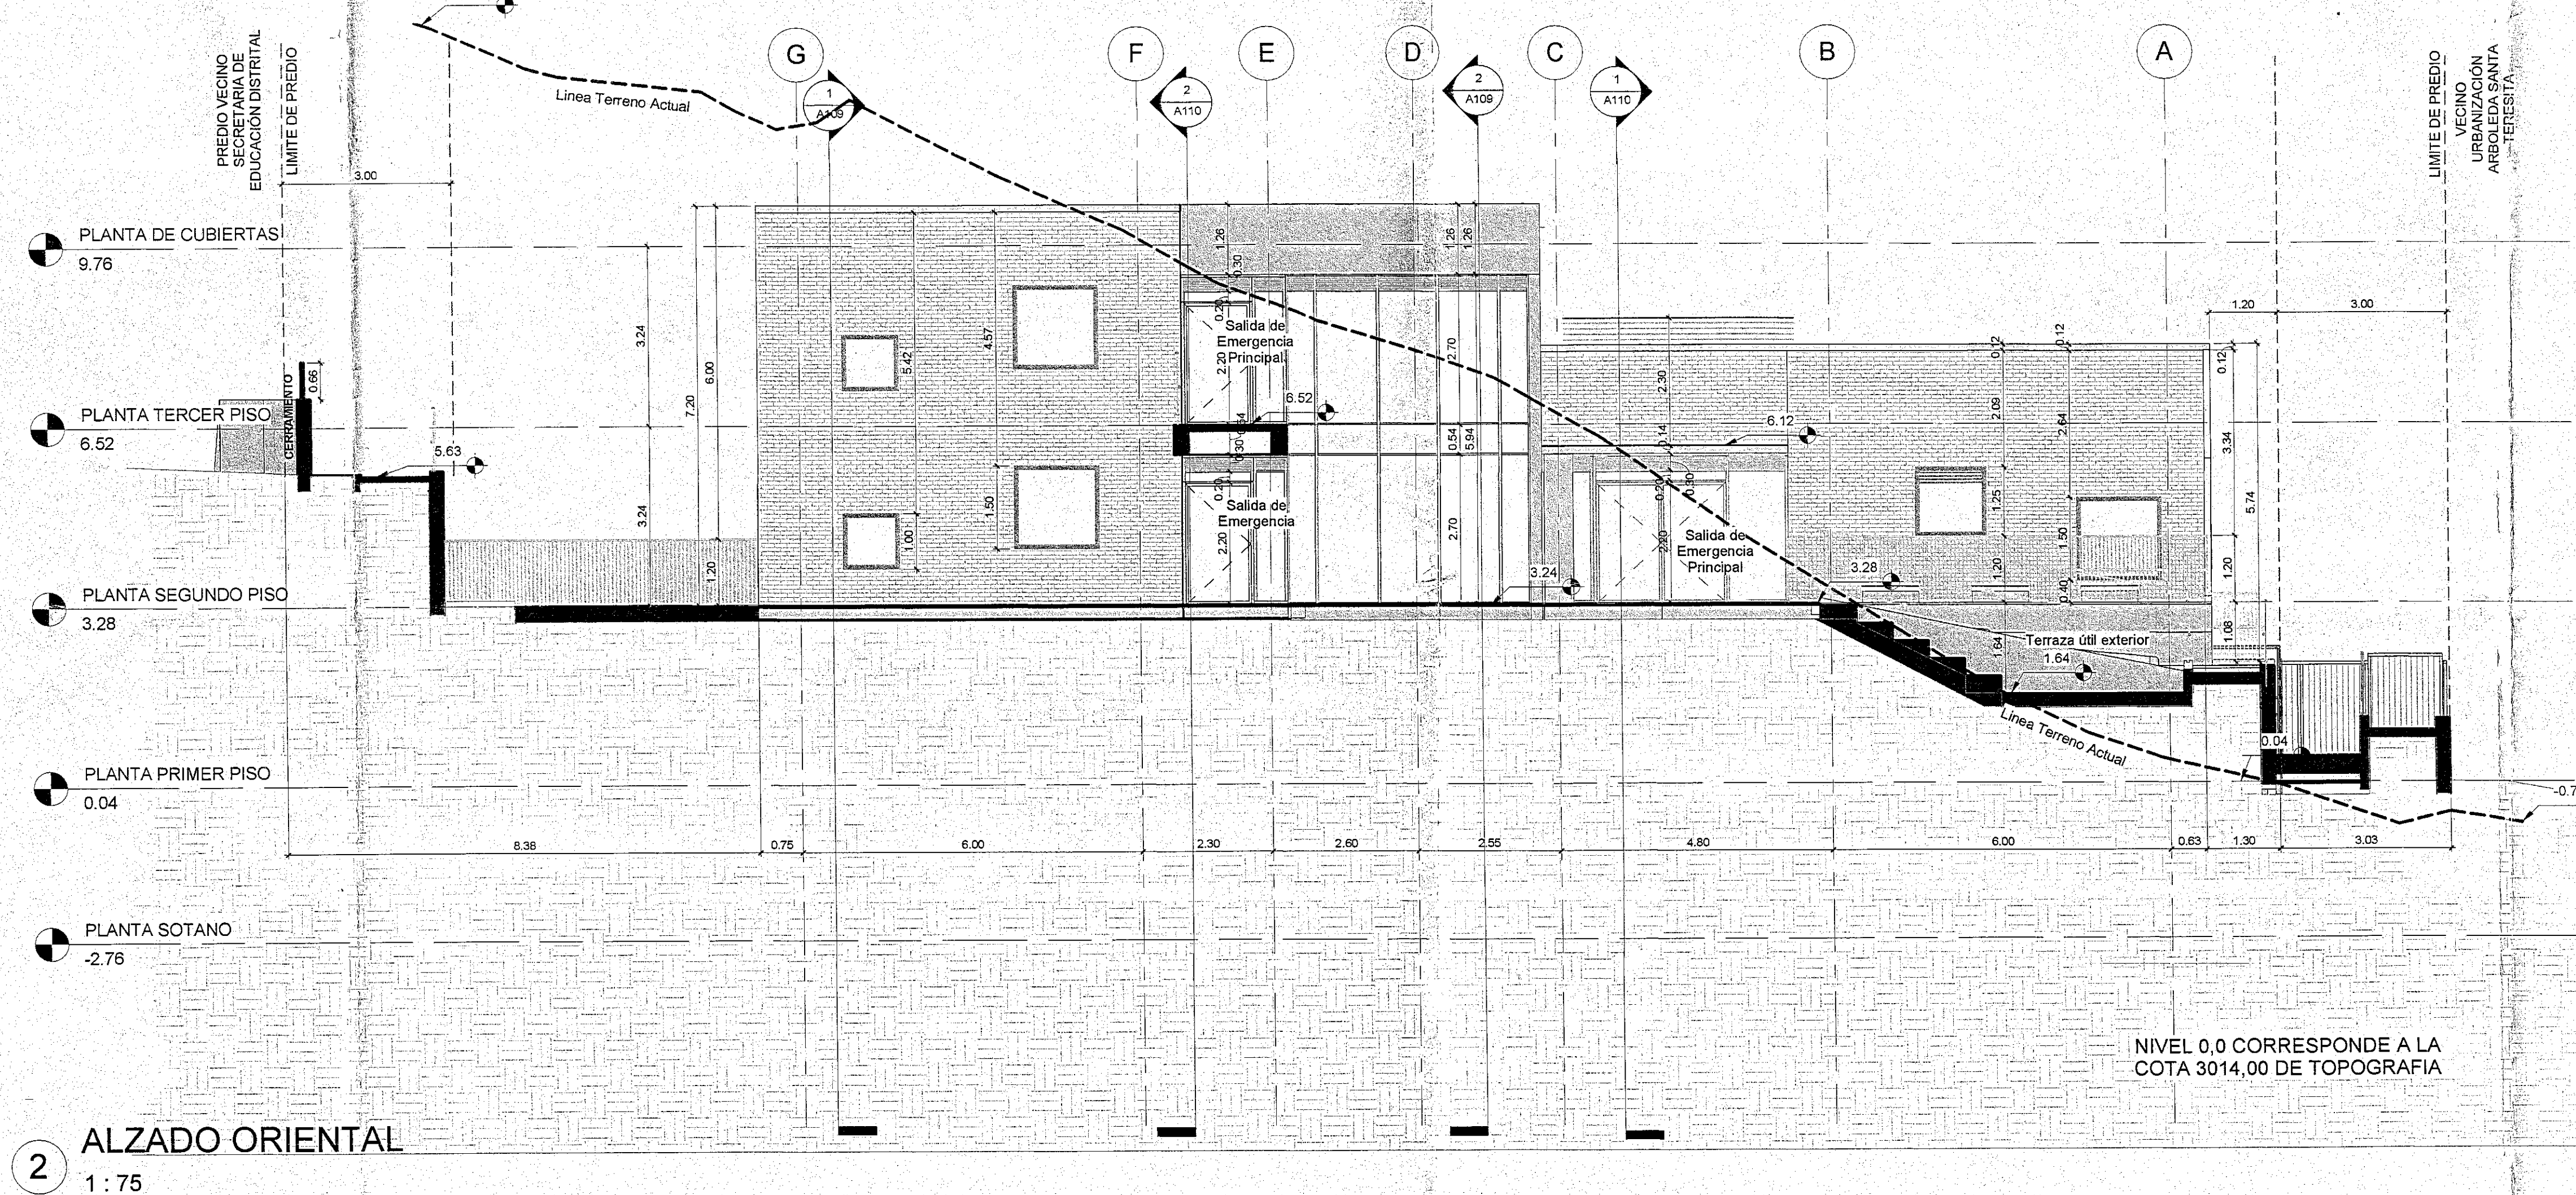 PREDIO VECINO
SECRETARIA DE
EDUCACIÓN DISTRITAL
LIMITE DE PREDIO
Linea Terreno Actual
G
F
E
D
C
B
A
1
A109
2
A110
2
A109
1
A110
LIMITE DE PREDIO
VECINO
URBANIZACIÓN
ARBOLEDA SANTA
TERESITA
3.00
PLANTA DE CUBIERTAS
9.76
PLANTA TERCER PISO
6.52
PLANTA SEGUNDO PISO
3.28
PLANTA PRIMER PISO
0.04
PLANTA SOTANO
-2.76
CERRAMIENTO
0.66
5.63
3.24
3.24
7.20
6.00
1.20
5.42
1.00
4.57
1.50
1.26
0.30
0.20
2.20
Salida de
Emergencia
Principal
6.52
0.30
0.20
2.20
Salida de
Emergencia
1.26
1.26
2.70
0.54
5.94
2.70
3.24
2.30
0.14
6.12
0.20
0.30
2.20
Salida de
Emergencia
Principal
3.28
0.12
2.09
1.25
1.20
1.64
0.12
2.64
1.50
0.40
1.20
3.00
0.12
3.34
5.74
1.20
1.08
Terraza útil exterior
1.64
Linea Terreno Actual
0.04
-0.7
8.38
0.75
6.00
2.30
2.60
2.55
4.80
6.00
0.63
1.30
3.03
NIVEL 0,0 CORRESPONDE A LA
COTA 3014,00 DE TOPOGRAFIA
2
ALZADO ORIENTAL
1 : 75